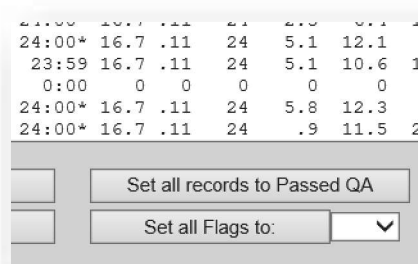 24:00* 16.7 .11 24 5.1 12.1
23:59 16.7 .11 24 5.1 10.6 1
0:00 0 0 0 0 0
24:00* 16.7 .11 24 5.8 12.3
24:00* 16.7 .11 24 .9 11.5 2
Set all records to Passed QA
Set all Flags to: